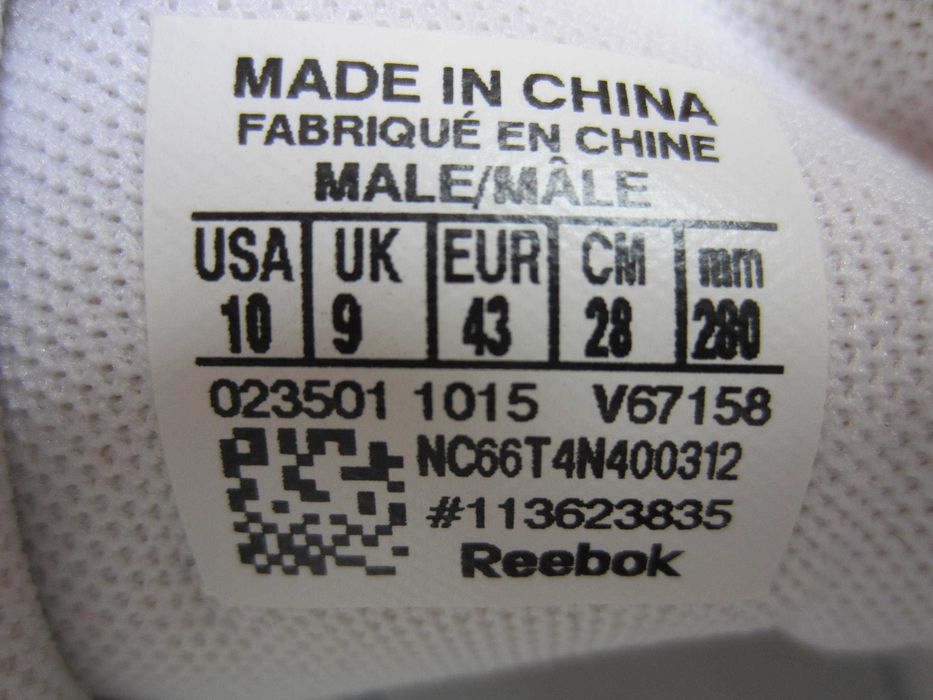 MADE IN CHINA
FABRIQUÉ EN CHINE
MALE/MÂLE
USA UK EUR CM mm
10 9 43 28 280
023501 1015 V67158
NC66T4N400312
#113623835
Reebok